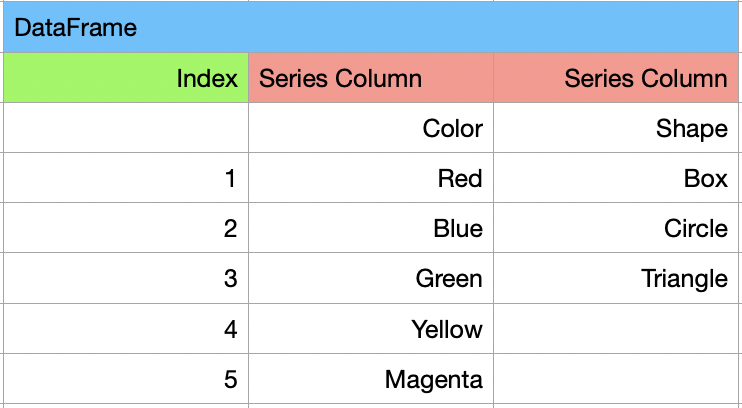 DataFrame
Index Series Column Series Column
Color Shape
1 Red Box
2 Blue Circle
3 Green Triangle
4 Yellow
5 Magenta